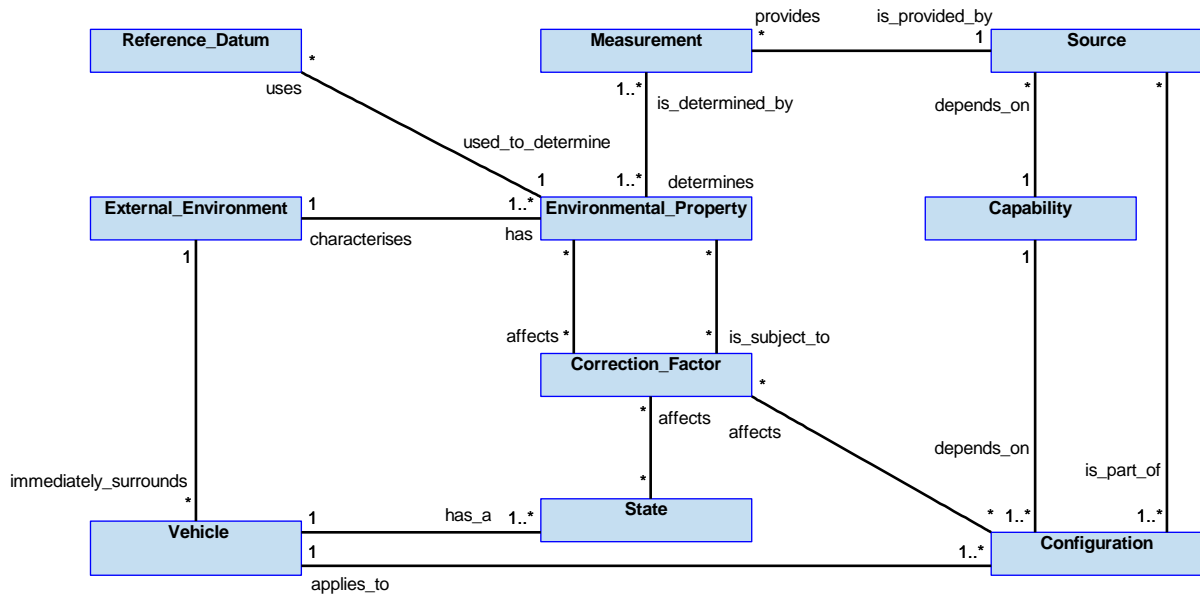 provides
is_provided_by
Reference_Datum
Measurement
Source
*
*
1
uses
1..*
is_determined_by
*
depends_on
*
used_to_determine
1
1..*
determines
1
External_Environment
1
1..*
Environmental_Property
Capability
characterises
has
1
*
*
1
affects
*
*
is_subject_to
Correction_Factor
*
*
affects
affects
depends_on
is_part_of
immediately_surrounds
*
*
State
has_a
1
1..*
*
1..*
1..*
Vehicle
Configuration
1
1..*
applies_to